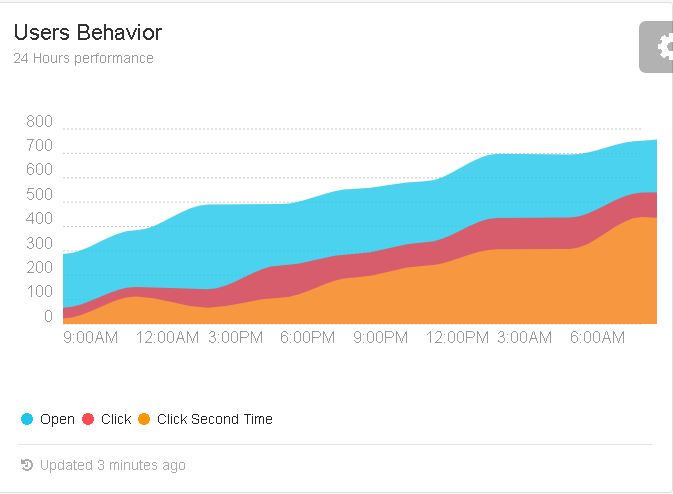 Users Behavior
24 Hours performance
800
700
600
500
400
300
200
100
0
9:00AM 12:00AM 3:00PM 6:00PM 9:00PM 12:00PM 3:00AM 6:00AM
Open Click Click Second Time
Updated 3 minutes ago